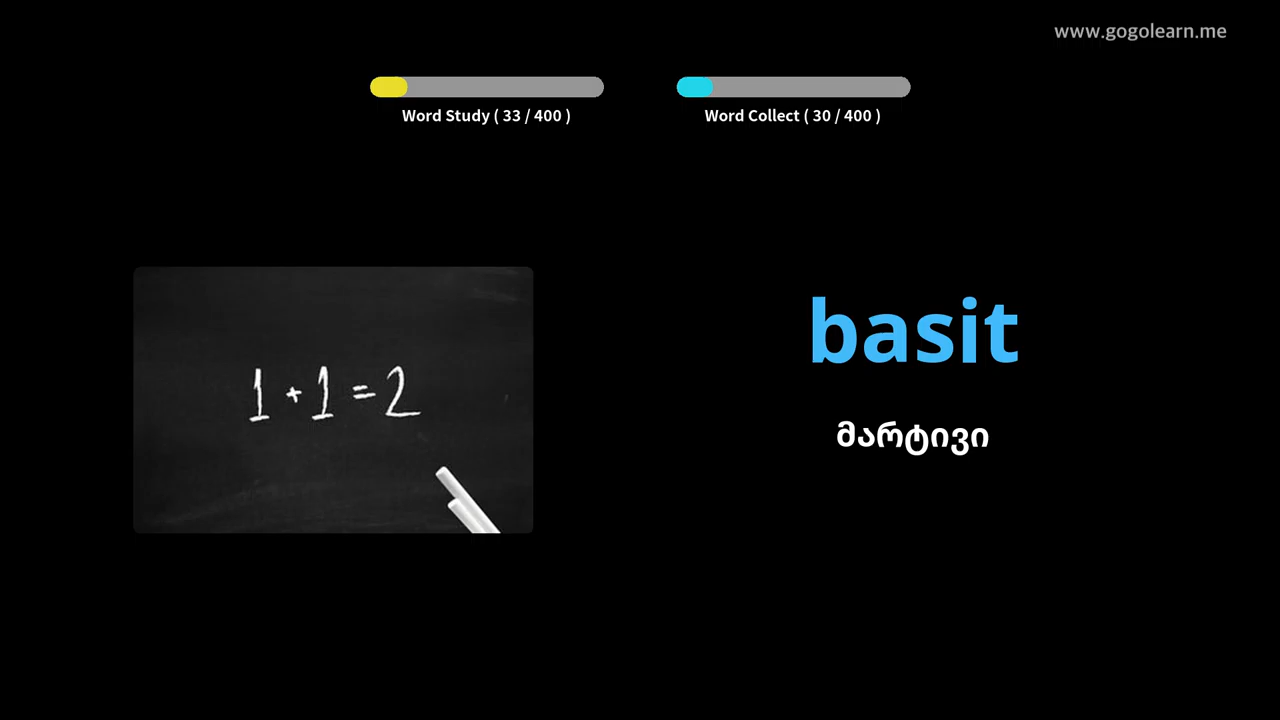 www.gogolearn.me
Word Study ( 33 / 400 )
Word Collect ( 30 / 400 )
1 + 1 = 2
basit
მარტივი